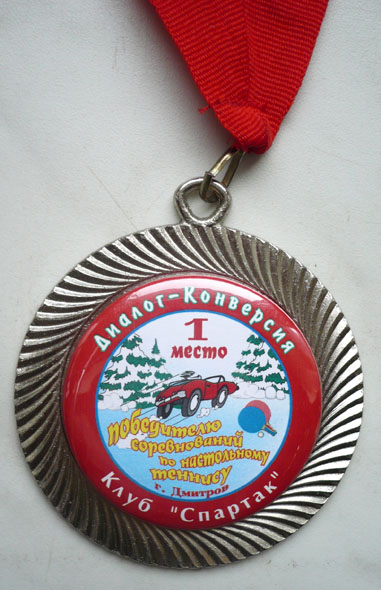 Диалог-Конверсия
1
место
победителю
соревнований
по настольному
теннису
г. Дмитров
Клуб "Спартак"